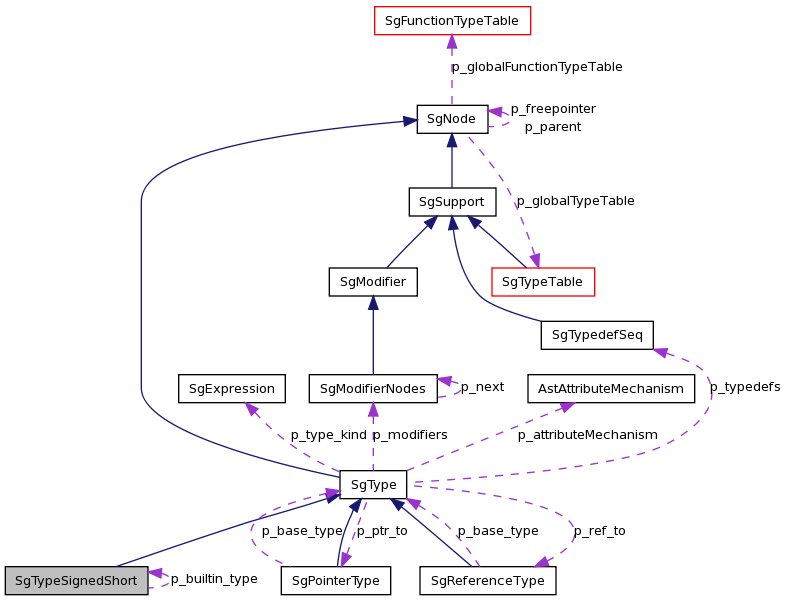 SgFunctionTypeTable
p_globalFunctionTypeTable
SgNode
p_freepointer
p_parent
SgSupport
p_globalTypeTable
SgModifier
SgTypeTable
SgTypedefSeq
SgExpression
SgModifierNodes
p_next
AstAttributeMechanism
p_typedefs
p_type_kind
p_modifiers
p_attributeMechanism
SgType
p_base_type
p_ptr_to
p_base_type
p_ref_to
SgTypeSignedShort
p_builtin_type
SgPointerType
SgReferenceType